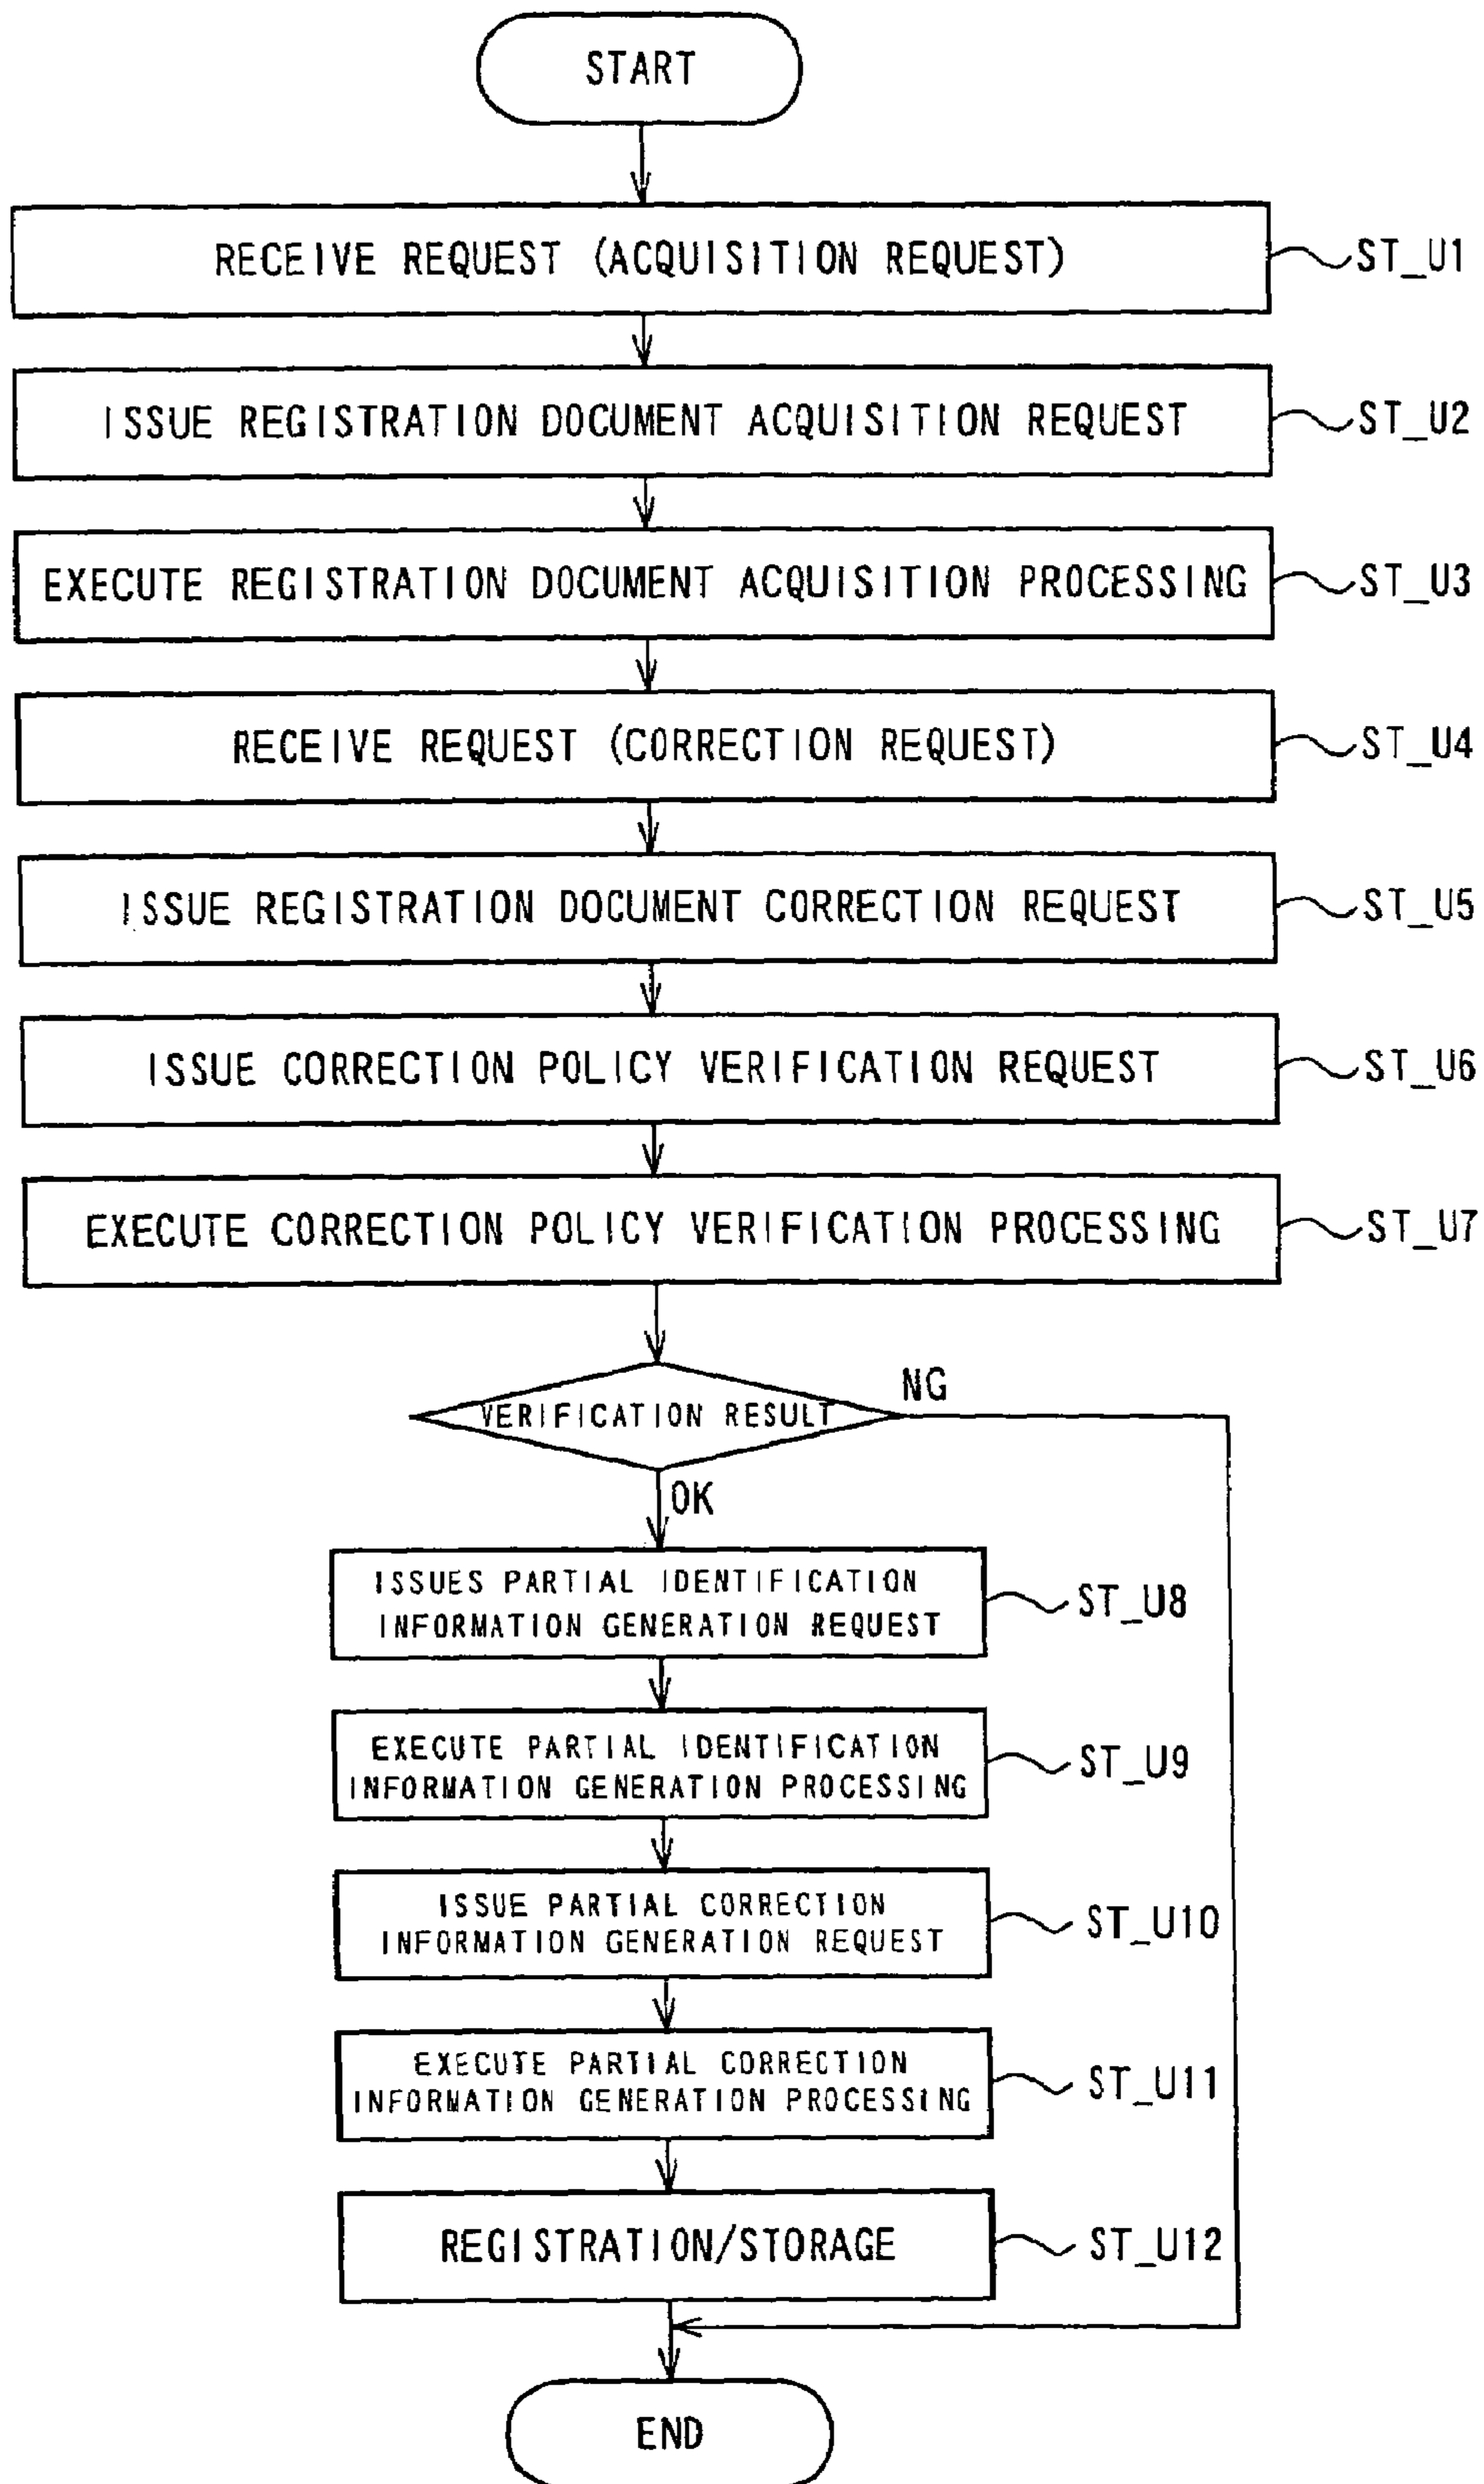 START
RECEIVE REQUEST (ACQUISITION REQUEST)
ST_U1
ISSUE REGISTRATION DOCUMENT ACQUISITION REQUEST
ST_U2
EXECUTE REGISTRATION DOCUMENT ACQUISITION PROCESSING
ST_U3
RECEIVE REQUEST (CORRECTION REQUEST)
ST_U4
ISSUE REGISTRATION DOCUMENT CORRECTION REQUEST
ST_U5
ISSUE CORRECTION POLICY VERIFICATION REQUEST
ST_U6
EXECUTE CORRECTION POLICY VERIFICATION PROCESSING
ST_U7
VERIFICATION RESULT
NG
OK
ISSUES PARTIAL IDENTIFICATION
INFORMATION GENERATION REQUEST
ST_U8
EXECUTE PARTIAL IDENTIFICATION
INFORMATION GENERATION PROCESSING
ST_U9
ISSUE PARTIAL CORRECTION
INFORMATION GENERATION REQUEST
ST_U10
EXECUTE PARTIAL CORRECTION
INFORMATION GENERATION PROCESSING
ST_U11
REGISTRATION/STORAGE
ST_U12
END